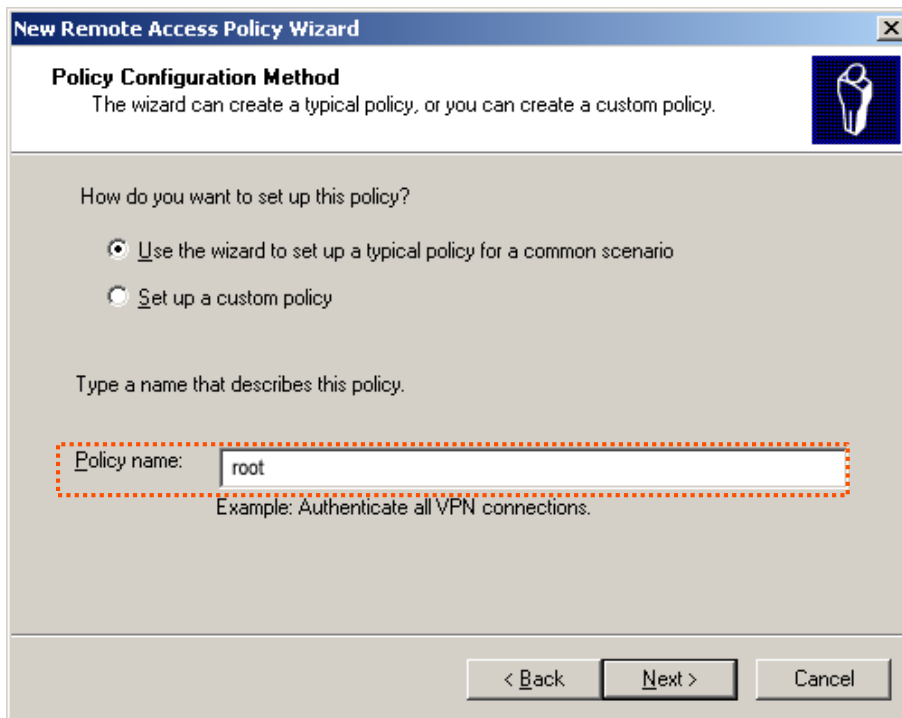 New Remote Access Policy Wizard
Policy Configuration Method
The wizard can create a typical policy, or you can create a custom policy.
How do you want to set up this policy?
Use the wizard to set up a typical policy for a common scenario
Set up a custom policy
Type a name that describes this policy.
Policy name: root
Example: Authenticate all VPN connections.
< Back Next > Cancel